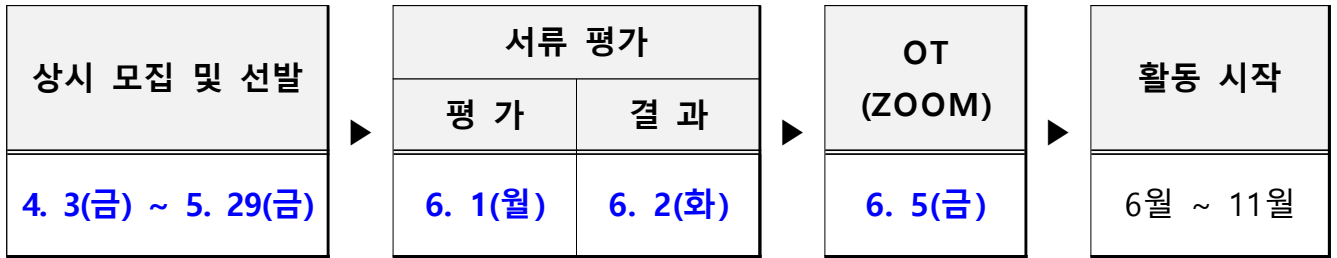 상시 모집 및 선발
4. 3(금) ~ 5. 29(금)
▶
서류 평가
평 가
결 과
6. 1(월)
6. 2(화)
▶
OT
(ZOOM)
6. 5(금)
▶
활동 시작
6월 ~ 11월